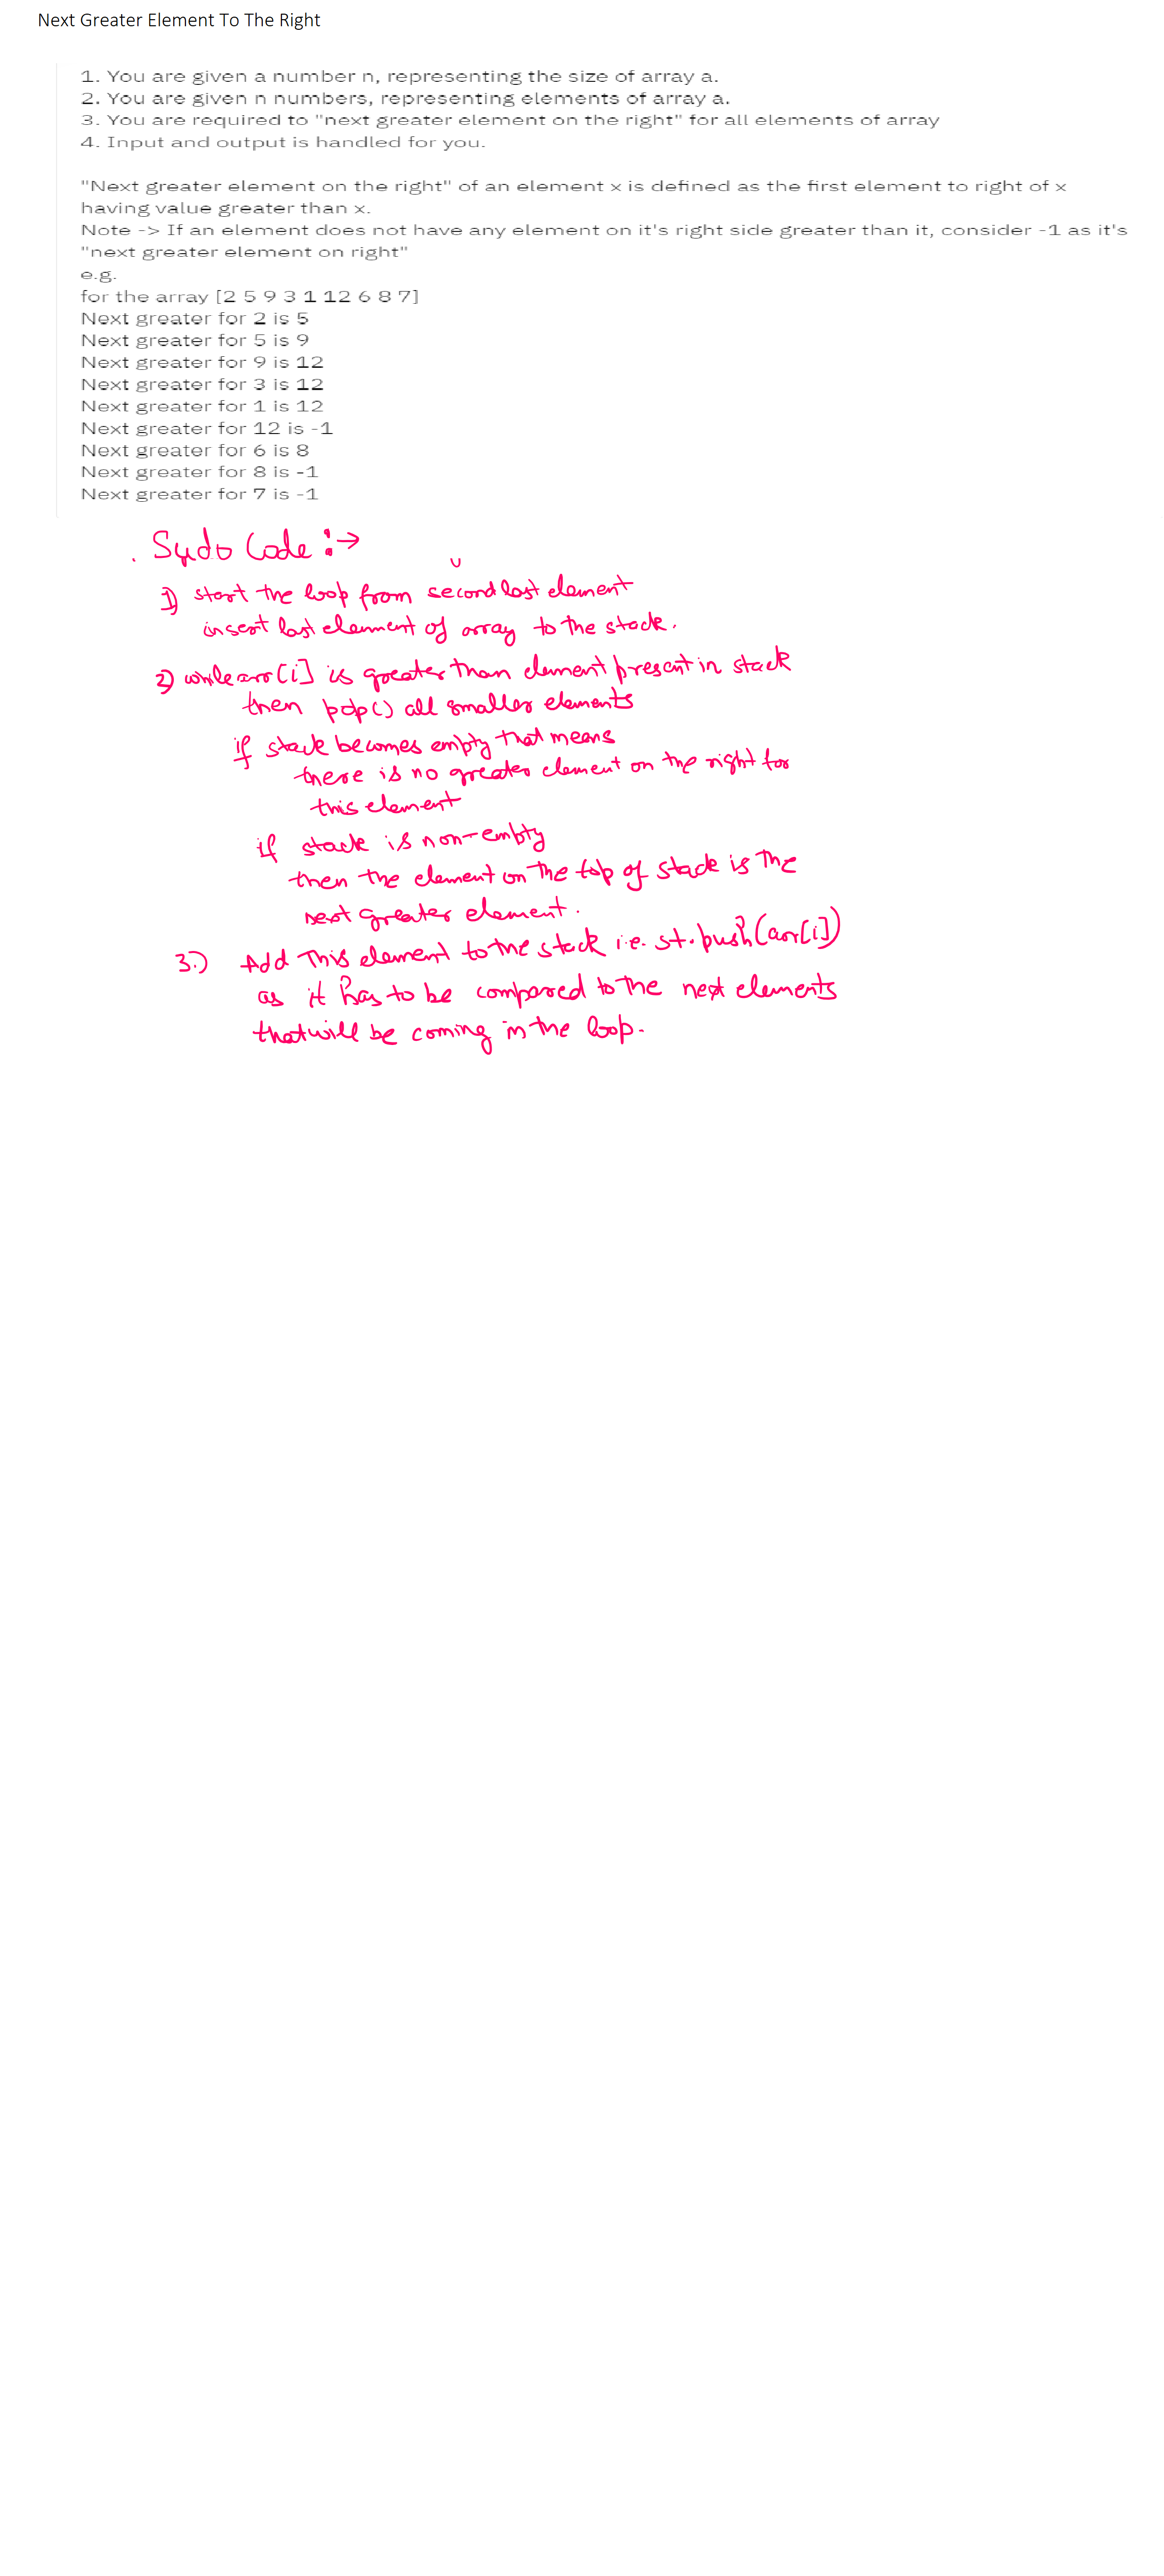 Next Greater Element To The Right
1. You are given a number n, representing the size of array a.
2. You are given n numbers, representing elements of array a.
3. You are required to "next greater element on the right" for all elements of array
4. Input and output is handled for you.
"Next greater element on the right" of an element x is defined as the first element to right of x
having value greater than x.
Note -> If an element does not have any element on it's right side greater than it, consider -1 as it's
"next greater element on right"
e.g.
for the array [2 5 9 3 1 12 6 8 7]
Next greater for 2 is 5
Next greater for 5 is 9
Next greater for 9 is 12
Next greater for 3 is 12
Next greater for 1 is 12
Next greater for 12 is -1
Next greater for 6 is 8
Next greater for 8 is -1
Next greater for 7 is -1
. Sydo Code :→
1) start the loop from second last element
insert last element of array to the stack.
2) while arr[i] is greater than element present in stack
then pop() all smaller elements
if stack becomes empty that means
there is no greater element on the right for
this element
if stack is non-empty
then the element on the top of stack is the
next greater element.
3.) Add This element to the stack i.e. st.push(arr[i])
as it has to be compared to the next elements
that will be coming in the loop.